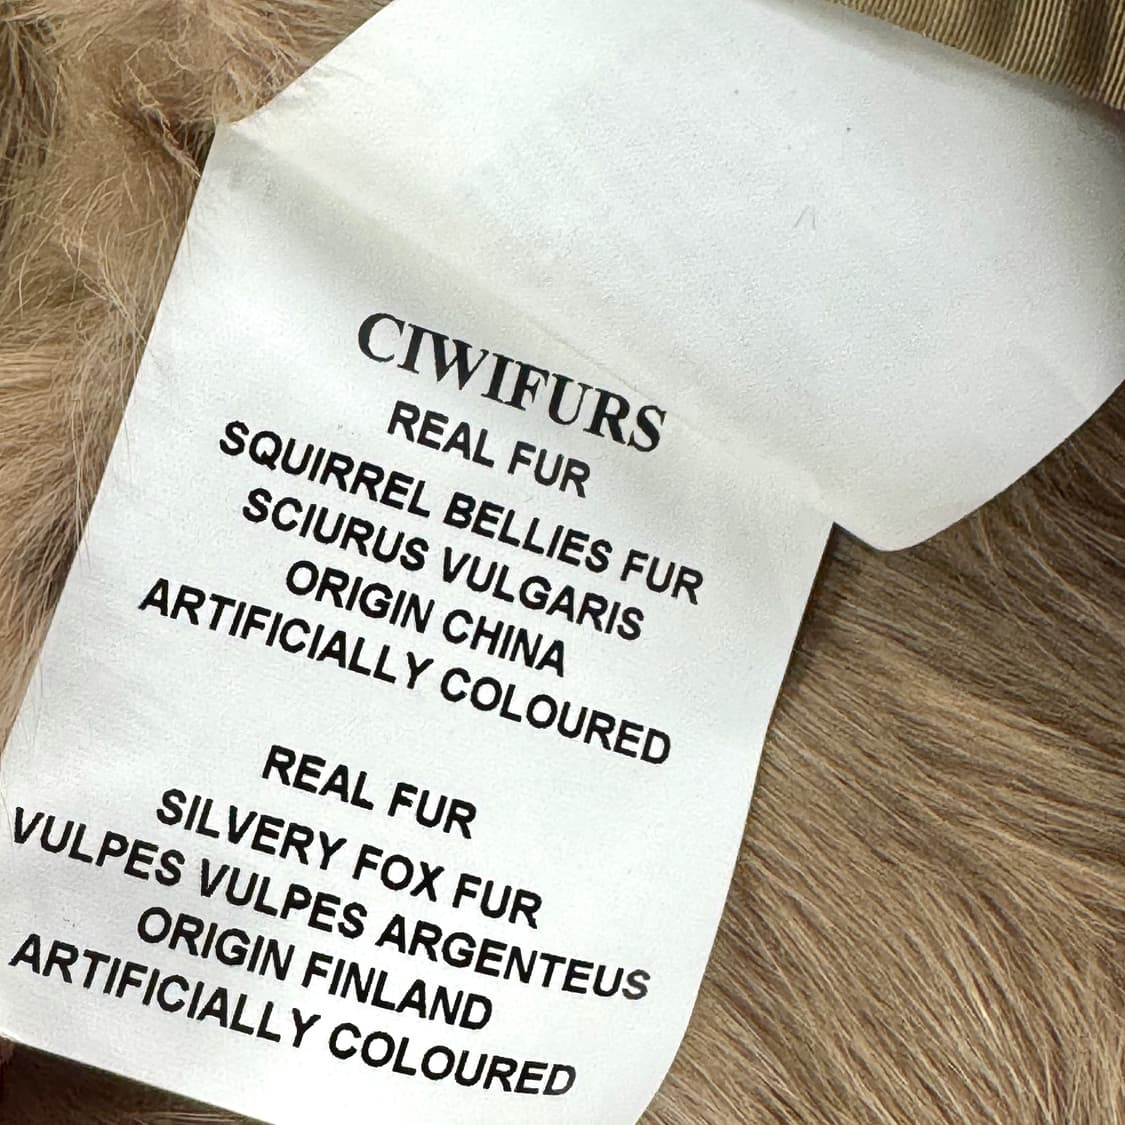 CIWIFURS
REAL FUR
SQUIRREL BELLIES FUR
SCIURUS VULGARIS
ORIGIN CHINA
ARTIFICIALLY COLOURED
REAL FUR
SILVERY FOX FUR
VULPES VULPES ARGENTEUS
ORIGIN FINLAND
ARTIFICIALLY COLOURED